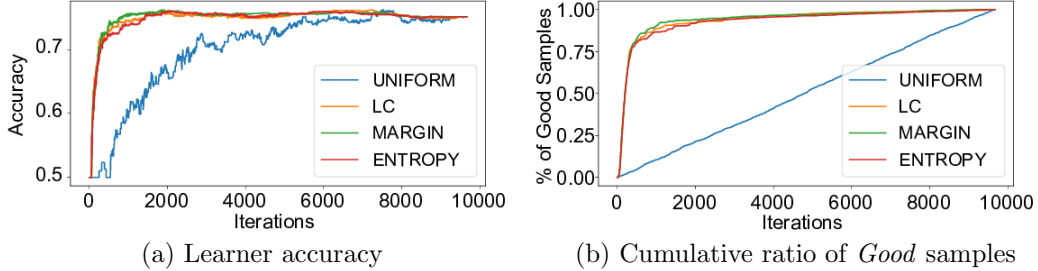 Accuracy
0.7
0.6
0.5
0 2000 4000 6000 8000 10000
Iterations
UNIFORM
LC
MARGIN
ENTROPY
(a) Learner accuracy
% of Good Samples
1.00
0.75
0.50
0.25
0.00
0 2000 4000 6000 8000 10000
Iterations
UNIFORM
LC
MARGIN
ENTROPY
(b) Cumulative ratio of Good samples